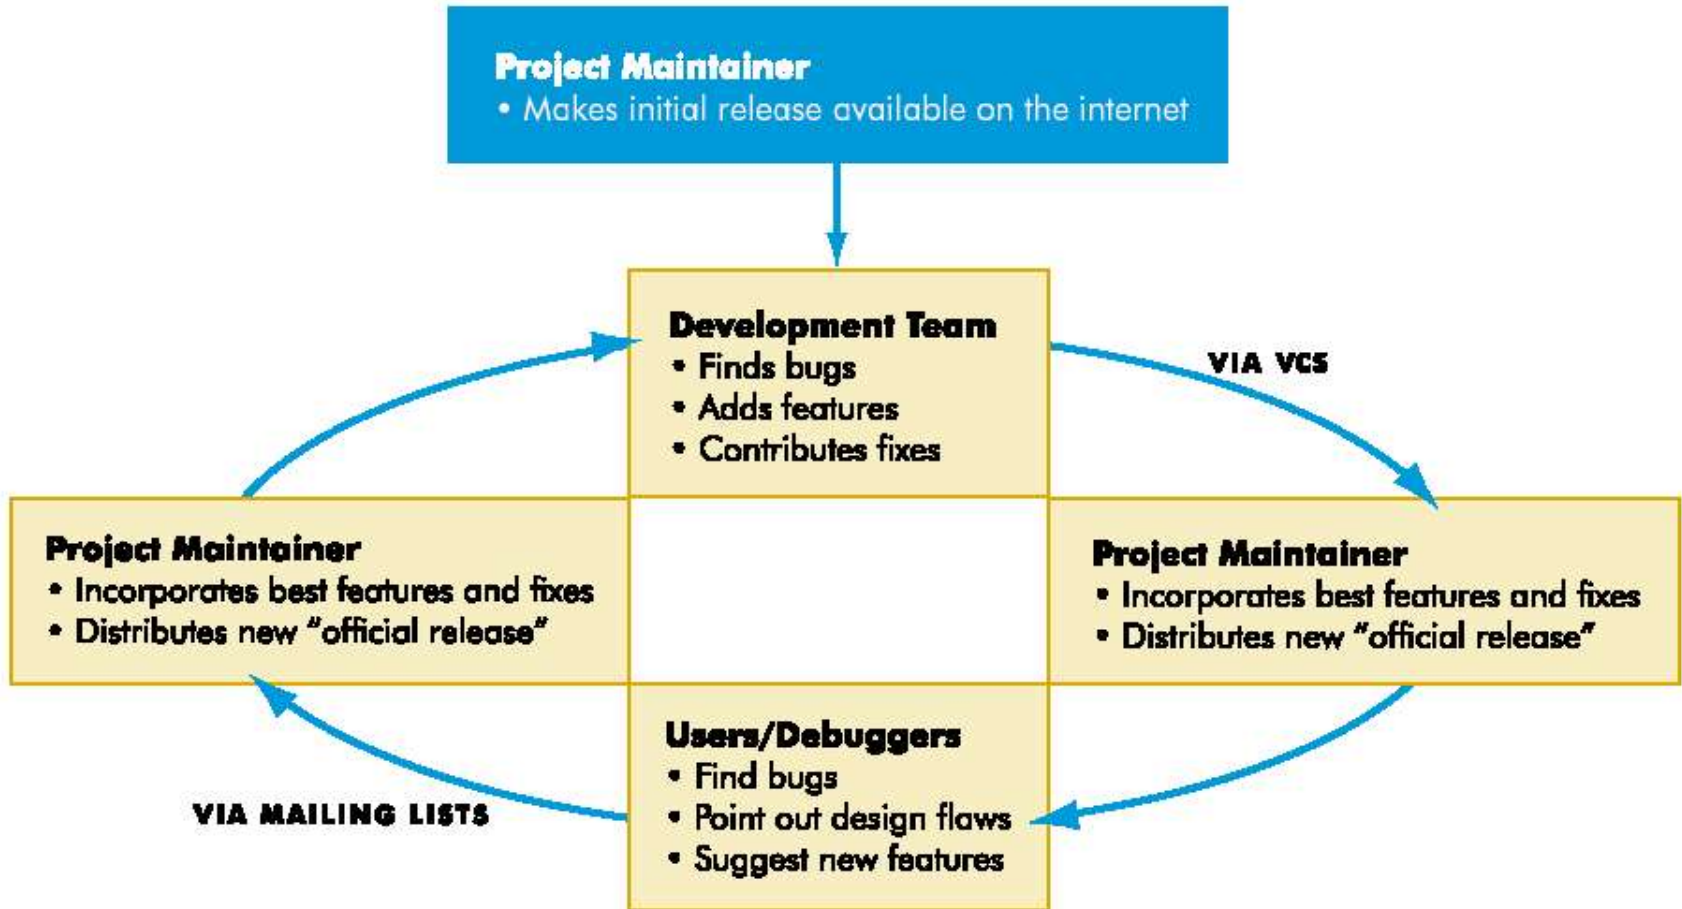 Project Maintainer
• Makes initial release available on the internet
Development Team
• Finds bugs
• Adds features
• Contributes fixes
VIA VCS
Project Maintainer
• Incorporates best features and fixes
• Distributes new “official release”
Project Maintainer
• Incorporates best features and fixes
• Distributes new “official release”
Users/Debuggers
• Find bugs
• Point out design flaws
• Suggest new features
VIA MAILING LISTS